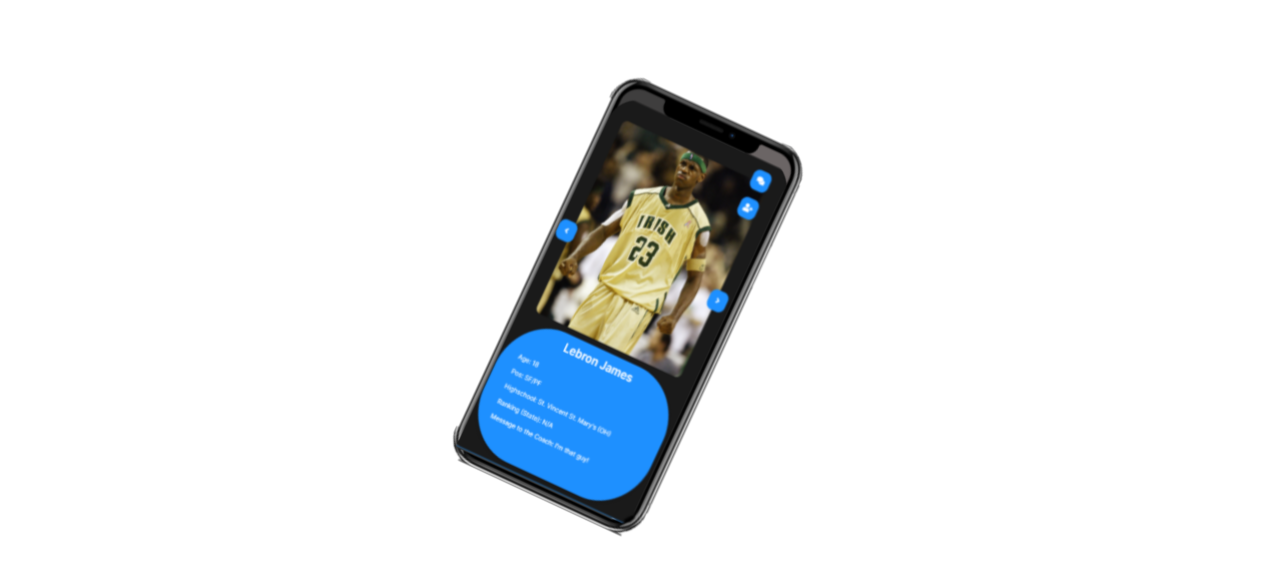 IRISH
23
Lebron James
Age: 18
Pos: SF/PF
Highschool: St. Vincent St. Mary's (OH)
Ranking (State): N/A
Message to the Coach: I'm that guy!